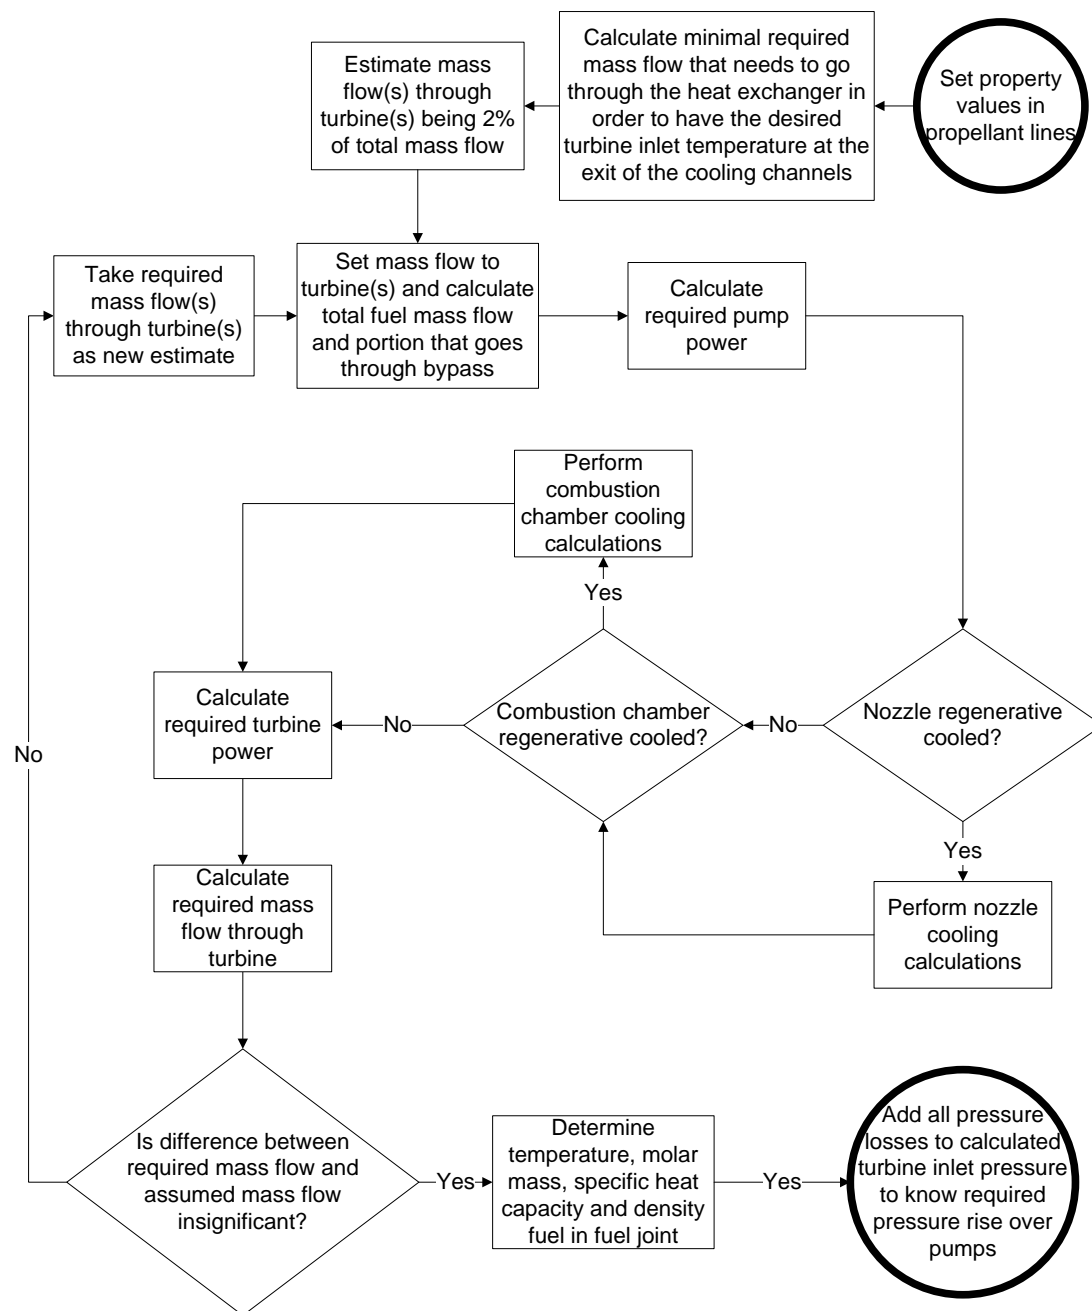 Set property
values in
propellant lines
Calculate minimal required
mass flow that needs to go
through the heat exchanger in
order to have the desired
turbine inlet temperature at the
exit of the cooling channels
Estimate mass
flow(s) through
turbine(s) being 2%
of total mass flow
Take required
mass flow(s)
through turbine(s)
as new estimate
Set mass flow to
turbine(s) and calculate
total fuel mass flow
and portion that goes
through bypass
Calculate
required pump
power
Nozzle regenerative
cooled?
No
Yes
Perform nozzle
cooling
calculations
Combustion chamber
regenerative cooled?
Yes
No
Perform
combustion
chamber cooling
calculations
Calculate
required turbine
power
Calculate
required mass
flow through
turbine
Is difference between
required mass flow and
assumed mass flow
insignificant?
No
Yes
Determine
temperature, molar
mass, specific heat
capacity and density
fuel in fuel joint
Yes
Add all pressure
losses to calculated
turbine inlet pressure
to know required
pressure rise over
pumps